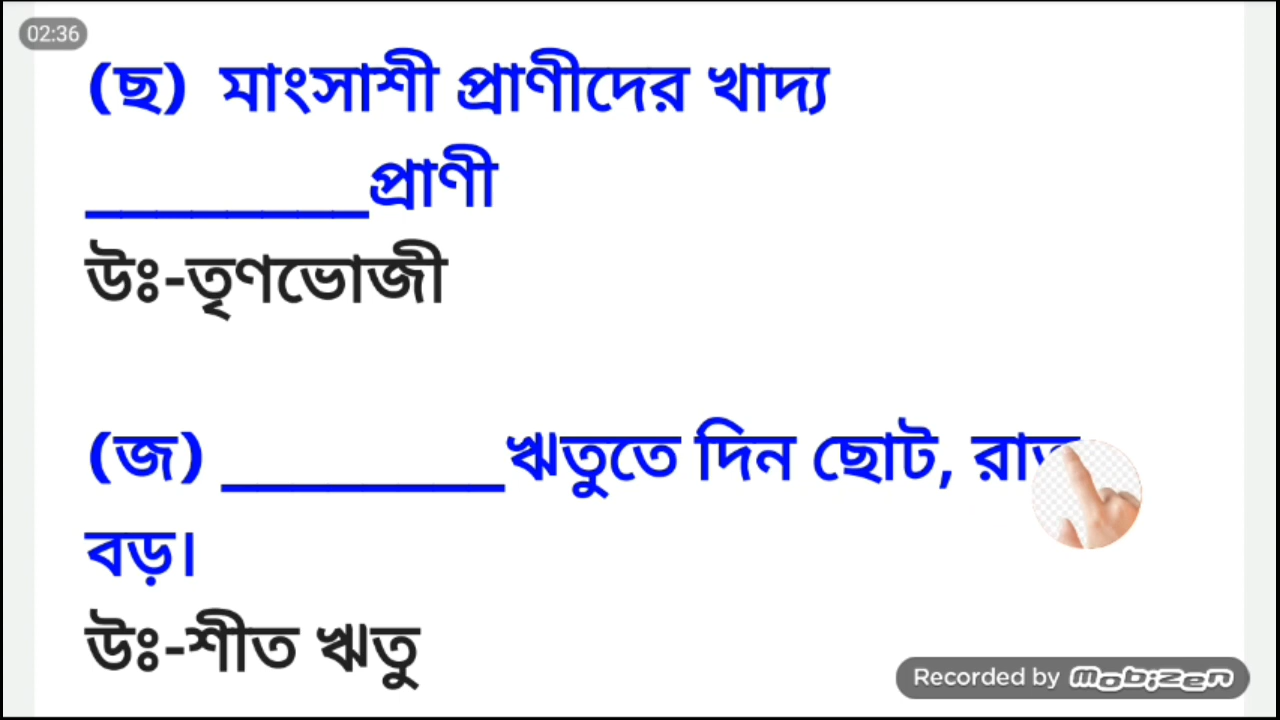 02:36
(ছ) মাংসাশী প্রাণীদের খাদ্য
________প্রাণী
উঃ-তৃণভোজী
(জ) ________ঋতুতে দিন ছোট, রাত
বড়।
উঃ-শীত ঋতু
Recorded by mobizen